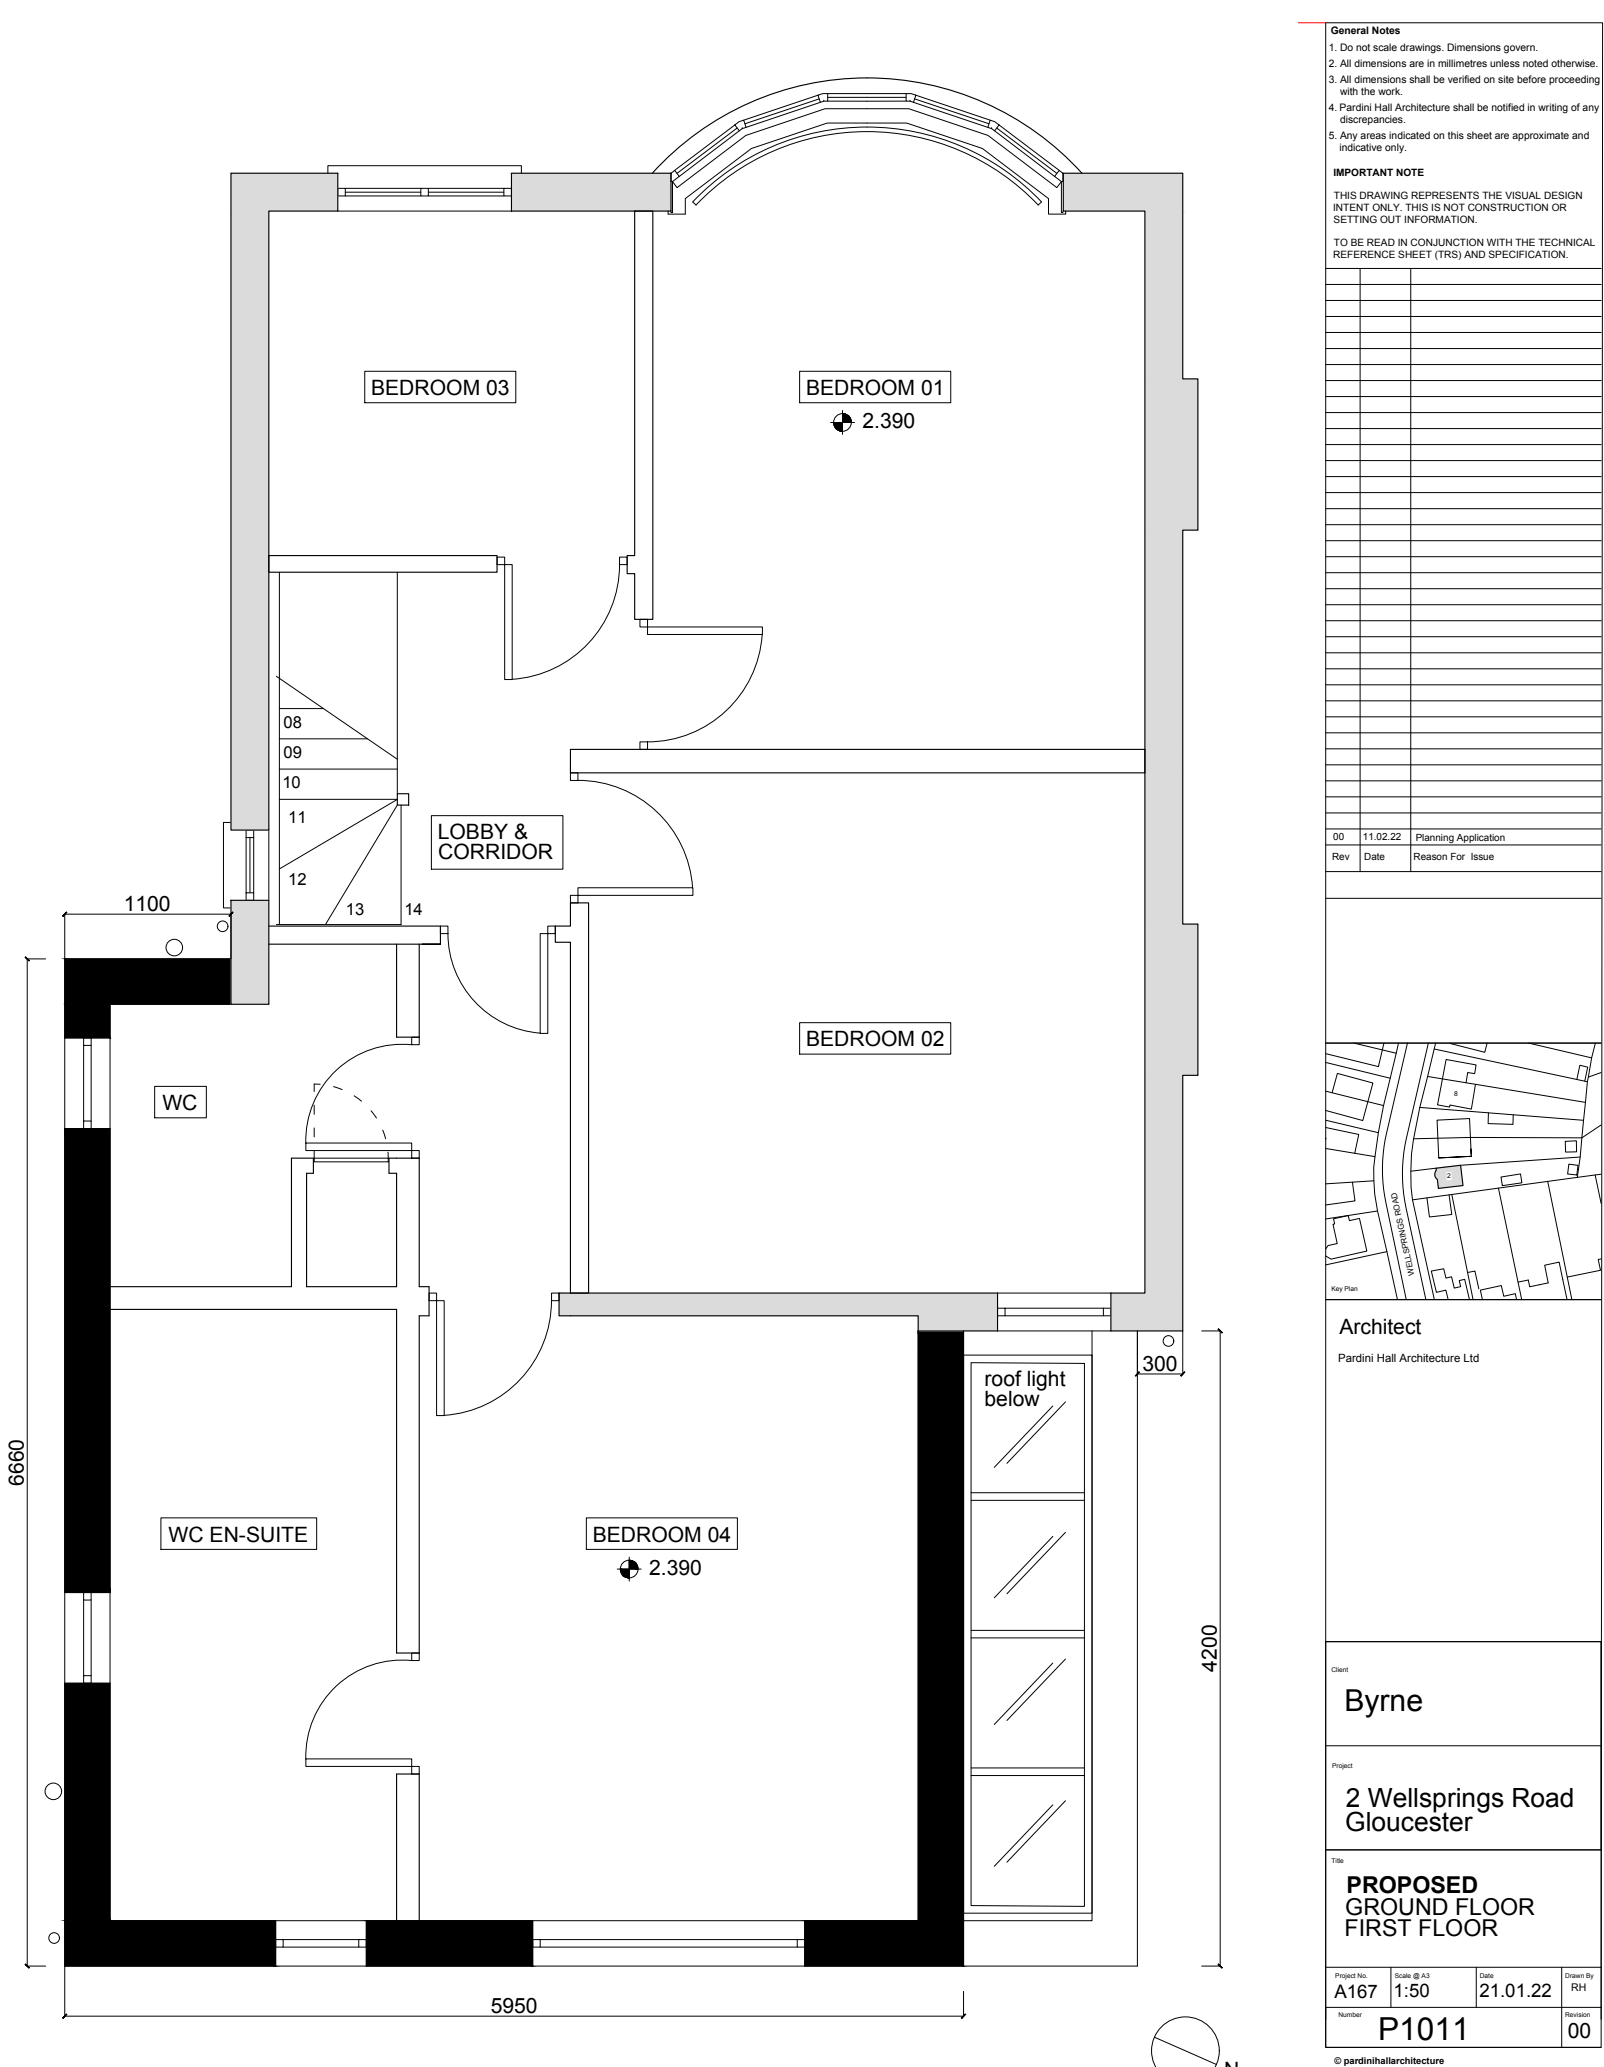 General Notes
1. Do not scale drawings. Dimensions govern.
2. All dimensions are in millimetres unless noted otherwise.
3. All dimensions shall be verified on site before proceeding
with the work.
4. Pardini Hall Architecture shall be notified in writing of any
discrepancies.
5. Any areas indicated on this sheet are approximate and
indicative only.
IMPORTANT NOTE
THIS DRAWING REPRESENTS THE VISUAL DESIGN
INTENT ONLY. THIS IS NOT CONSTRUCTION OR
SETTING OUT INFORMATION.
TO BE READ IN CONJUNCTION WITH THE TECHNICAL
REFERENCE SHEET (TRS) AND SPECIFICATION.
BEDROOM 03
BEDROOM 01
2.390
08
09
10
11
12
13
14
LOBBY &
CORRIDOR
1100
BEDROOM 02
WC
300
roof light
below
6660
WC EN-SUITE
BEDROOM 04
2.390
4200
5950
N
00 11.02.22 Planning Application
Rev Date Reason For Issue
8
2
WELLSPRINGS ROAD
Key Plan
Architect
Pardini Hall Architecture Ltd
Client
Byrne
Project
2 Wellsprings Road
Gloucester
Title
PROPOSED
GROUND FLOOR
FIRST FLOOR
Project No. Scale @ A3 Date Drawn By
A167 1:50 21.01.22 RH
Number Revision
P1011 00
© pardinihallarchitecture